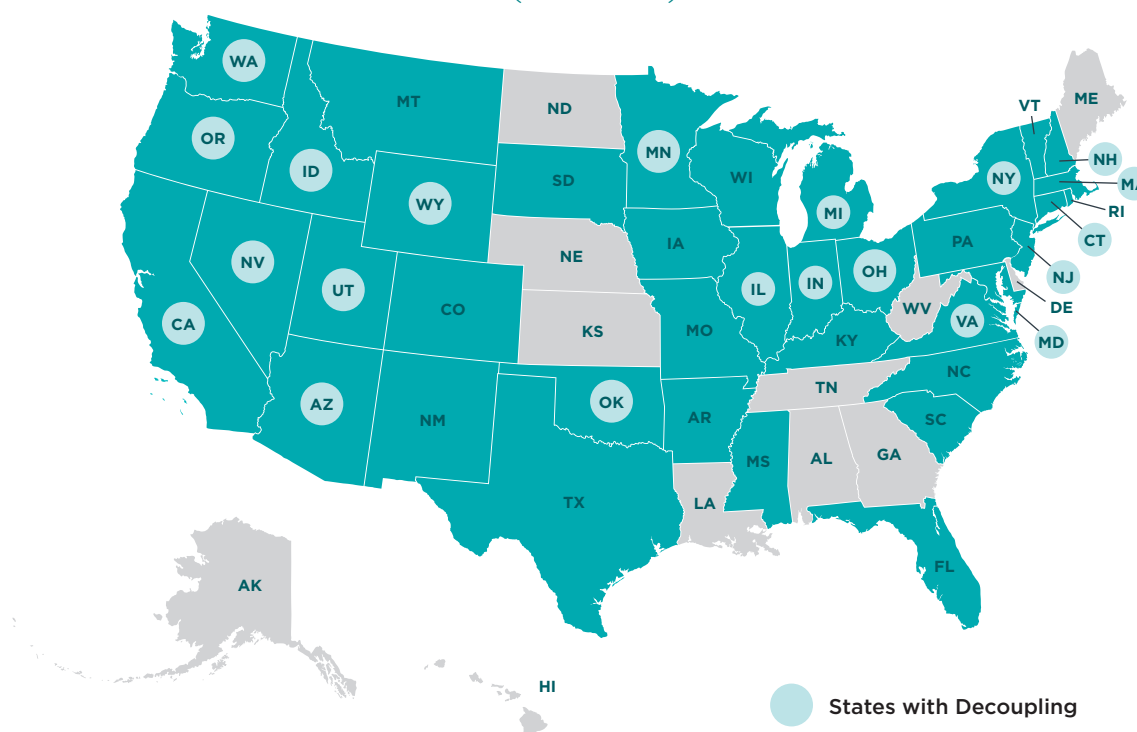 WA
MT
ND
VT
ME
OR
MN
ID
SD
WI
NH
NY
MA
WY
MI
RI
IA
PA
CT
NV
NE
OH
NJ
UT
IL
IN
DE
CO
WV
CA
KS
MO
VA
KY
MD
NC
TN
AZ
OK
NM
AR
SC
MS
AL
GA
TX
LA
FL
AK
HI
States with Decoupling